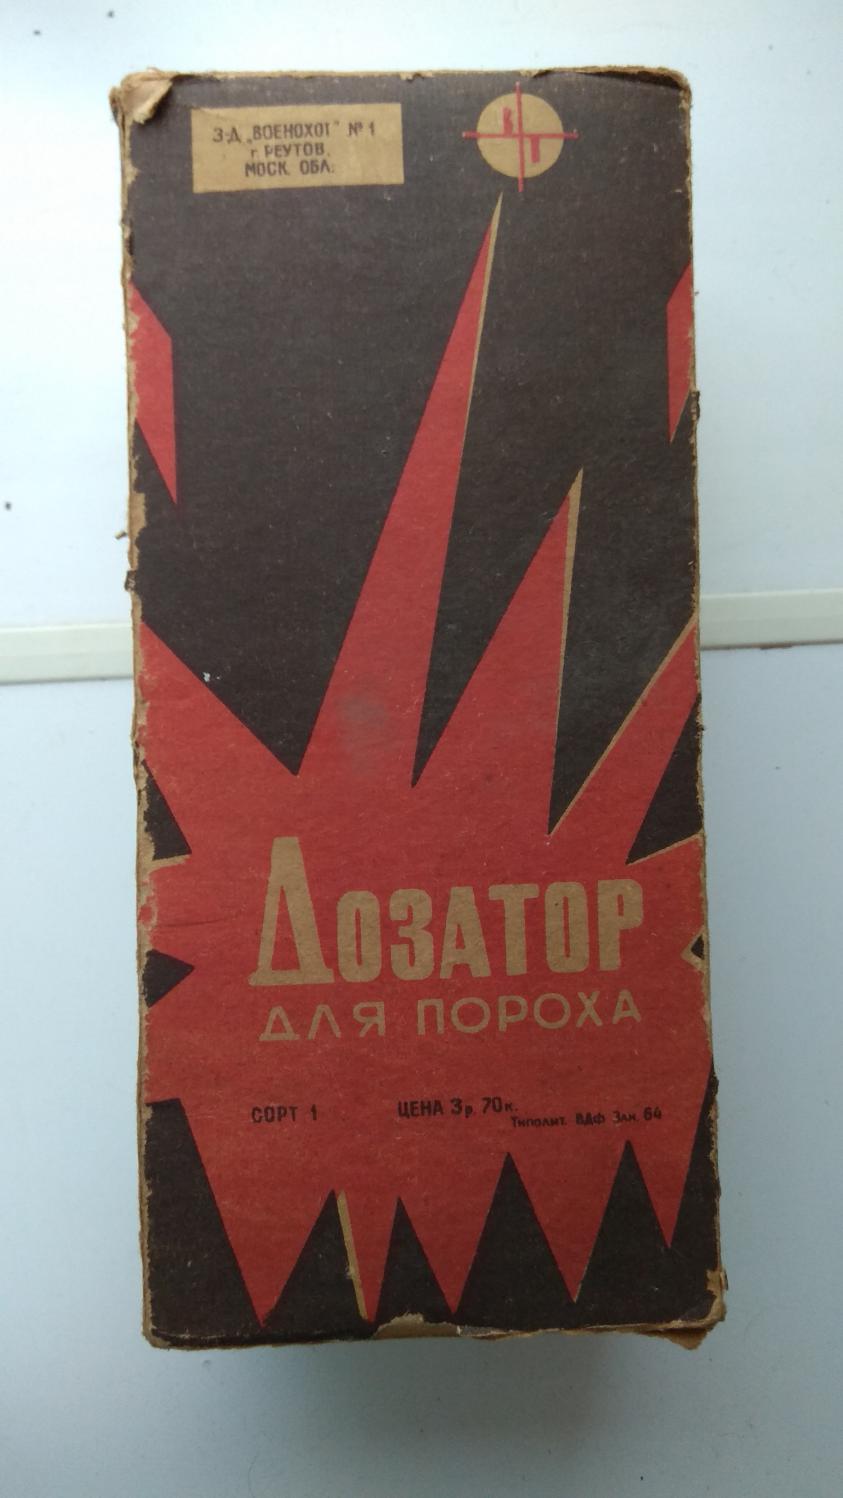 З-Д „ВОЕНОХОТ" № 1
г. РЕУТОВ,
МОСК. ОБЛ.
ДОЗАТОР
ДЛЯ ПОРОХА
СОРТ 1 ЦЕНА 3р. 70к.
Типолит. ВДФ Зак. 64